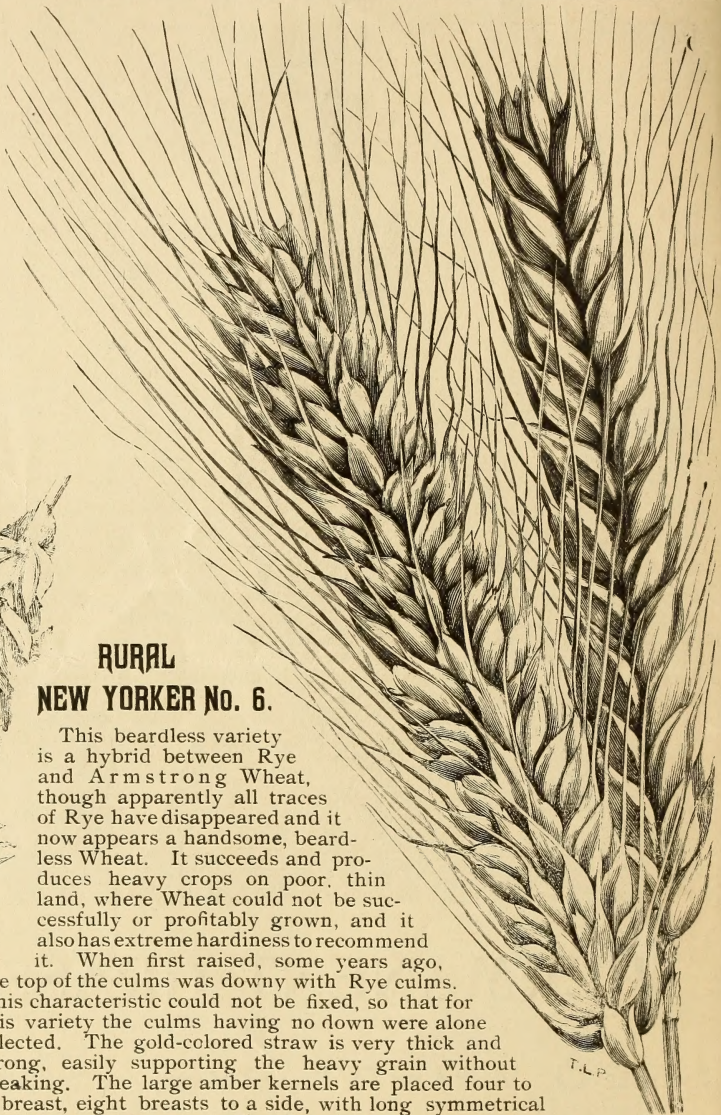 RURAL
NEW YORKER No. 6.
This beardless variety
is a hybrid between Rye
and Armstrong Wheat,
though apparently all traces
of Rye have disappeared and it
now appears a handsome, beard-
less Wheat. It succeeds and pro-
duces heavy crops on poor, thin
land, where Wheat could not be suc-
cessfully or profitably grown, and it
also has extreme hardiness to recommend
it. When first raised, some years ago,
e top of the culms was downy with Rye culms.
his characteristic could not be fixed, so that for
is variety the culms having no down were alone
lected. The gold-colored straw is very thick and
rong, easily supporting the heavy grain without
eaking. The large amber kernels are placed four to
breast, eight breasts to a side, with long symmetrical
T.L.P.